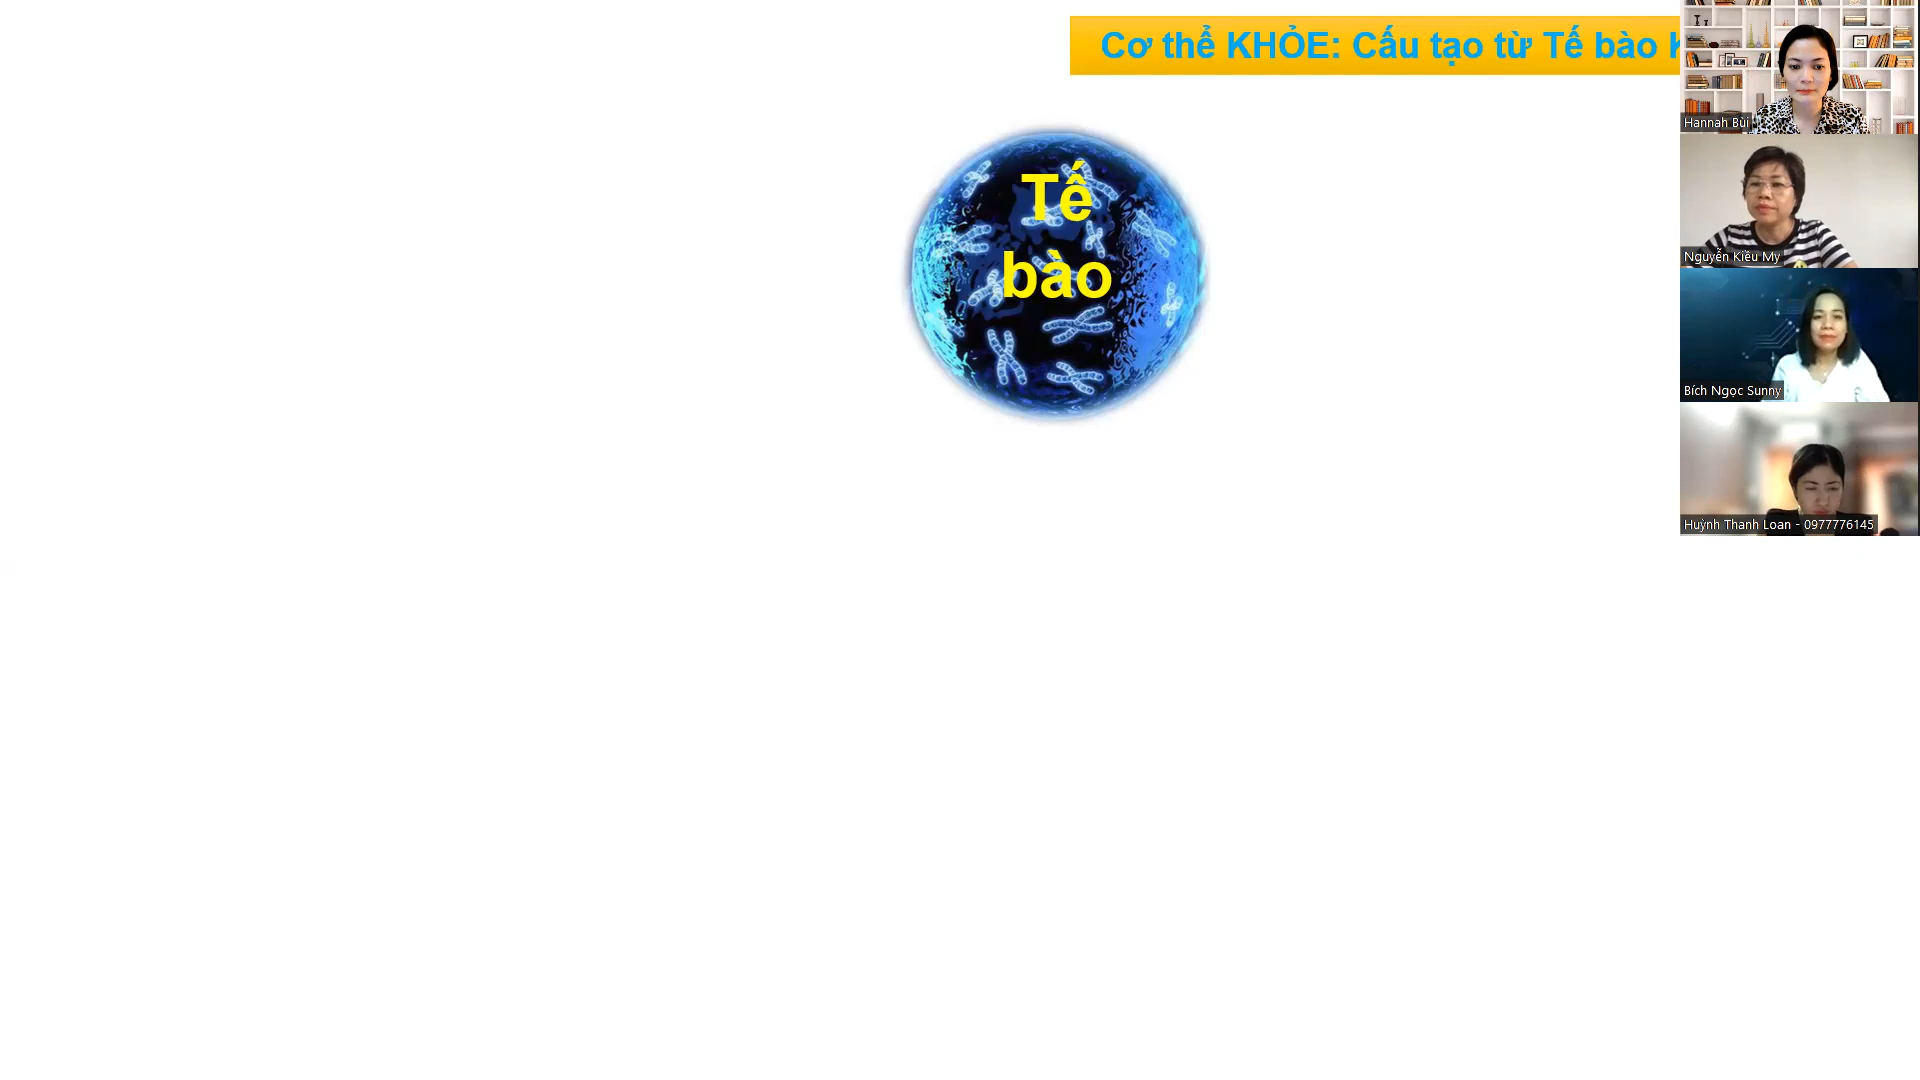 Cơ thể KHỎE: Cấu tạo từ Tế bào
Tế
bào
Hannah Bùi
Nguyễn Kiều My
Bích Ngọc Sunny
Huỳnh Thanh Loan - 0977776145